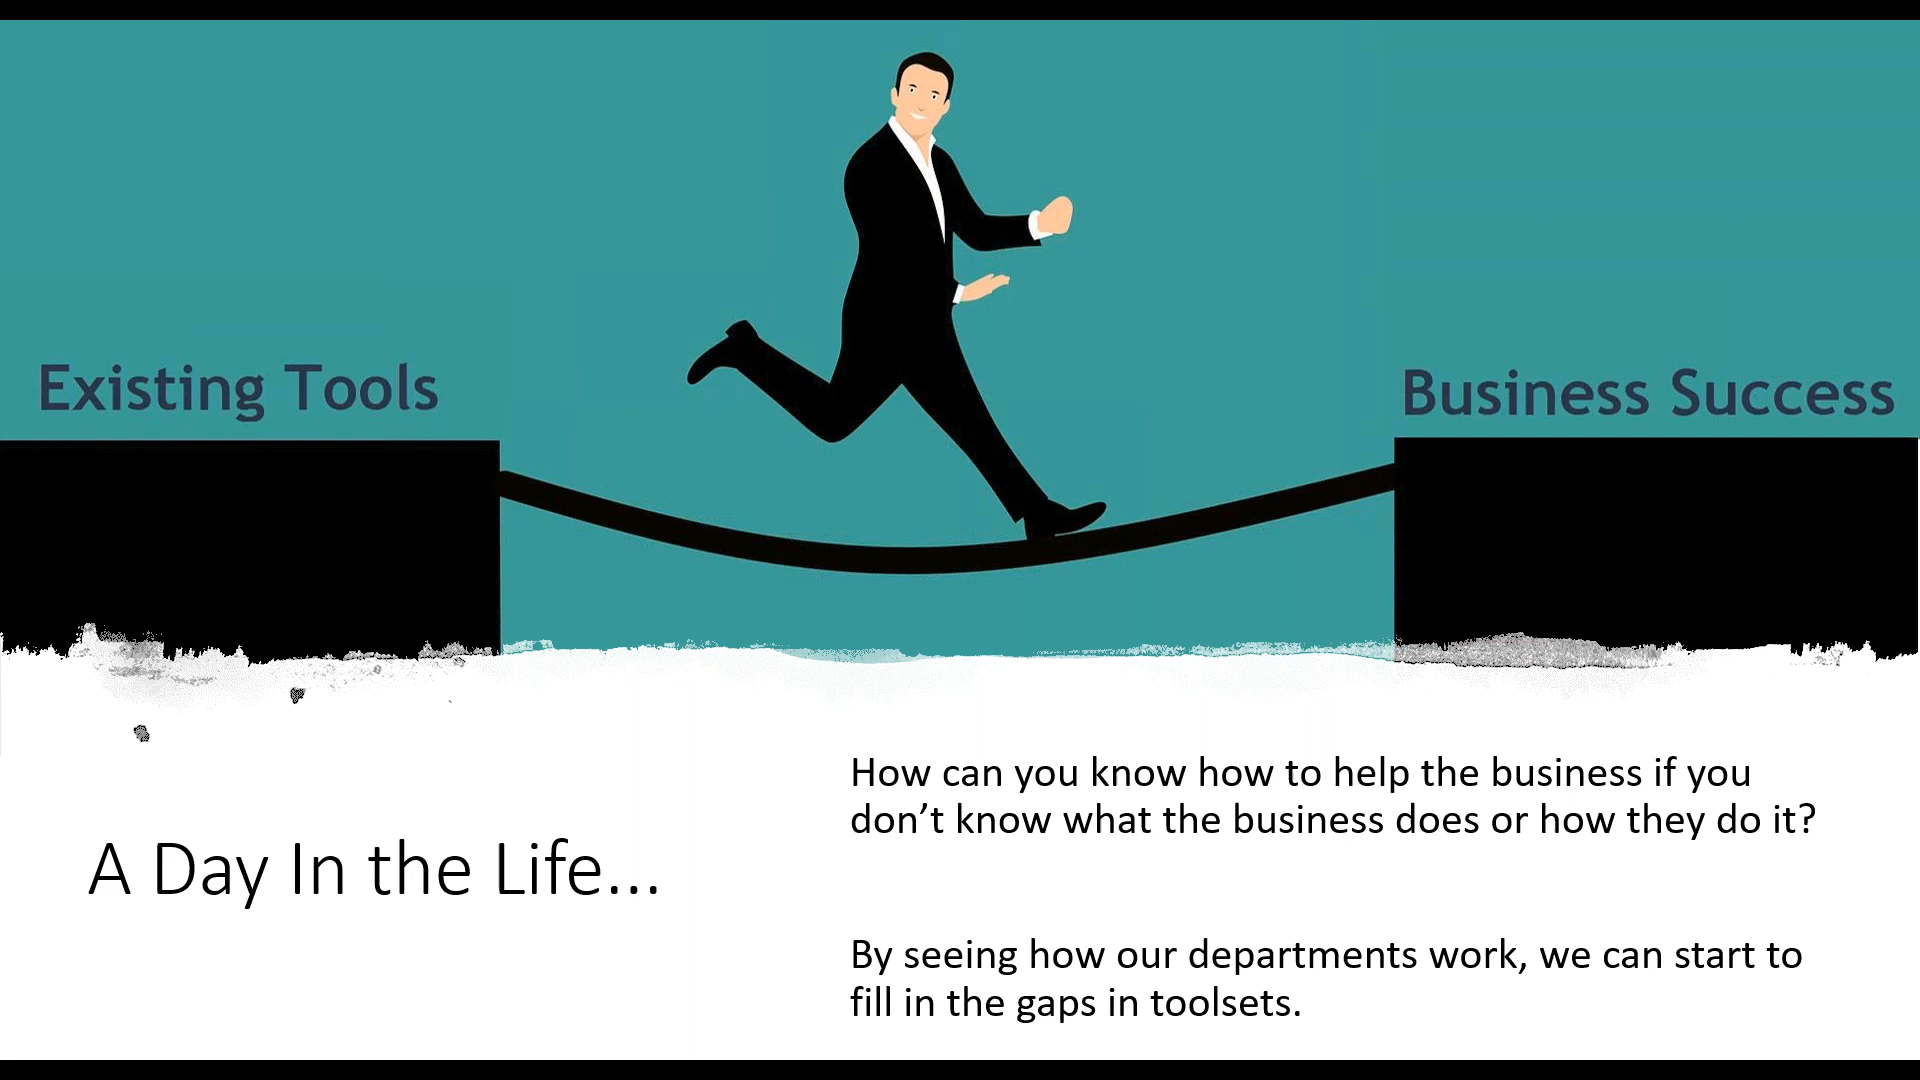 Existing Tools
Business Success
A Day In the Life...
How can you know how to help the business if you
don’t know what the business does or how they do it?
By seeing how our departments work, we can start to
fill in the gaps in toolsets.